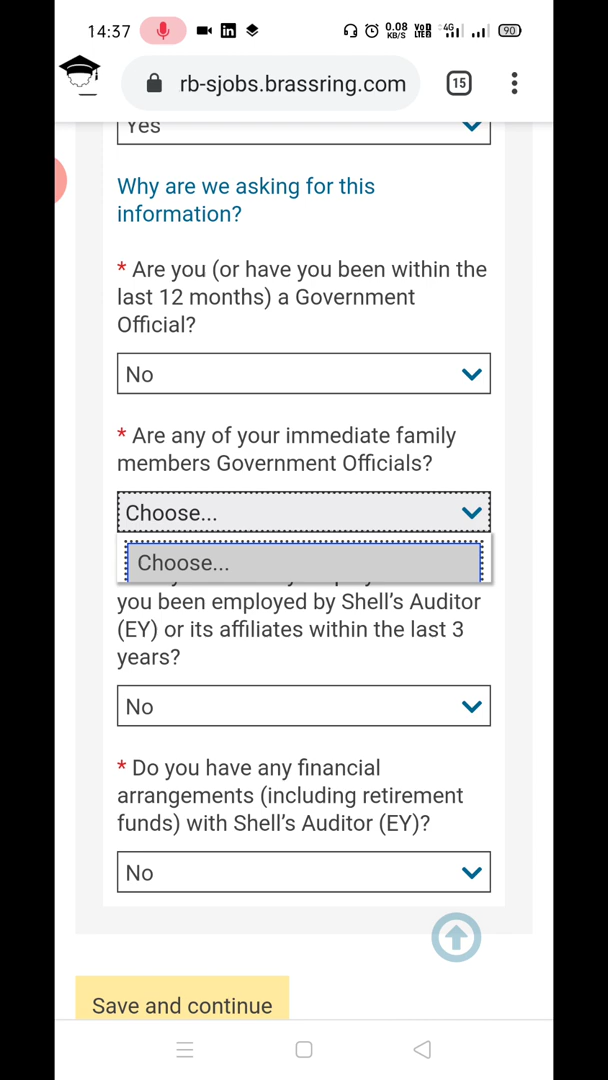 14:37
0.08 KB/S
VoD LTE
4G
90
rb-sjobs.brassring.com
15
Yes
Why are we asking for this
information?
* Are you (or have you been within the
last 12 months) a Government
Official?
No
* Are any of your immediate family
members Government Officials?
Choose...
Choose...
you been employed by Shell's Auditor
(EY) or its affiliates within the last 3
years?
No
* Do you have any financial
arrangements (including retirement
funds) with Shell's Auditor (EY)?
No
Save and continue